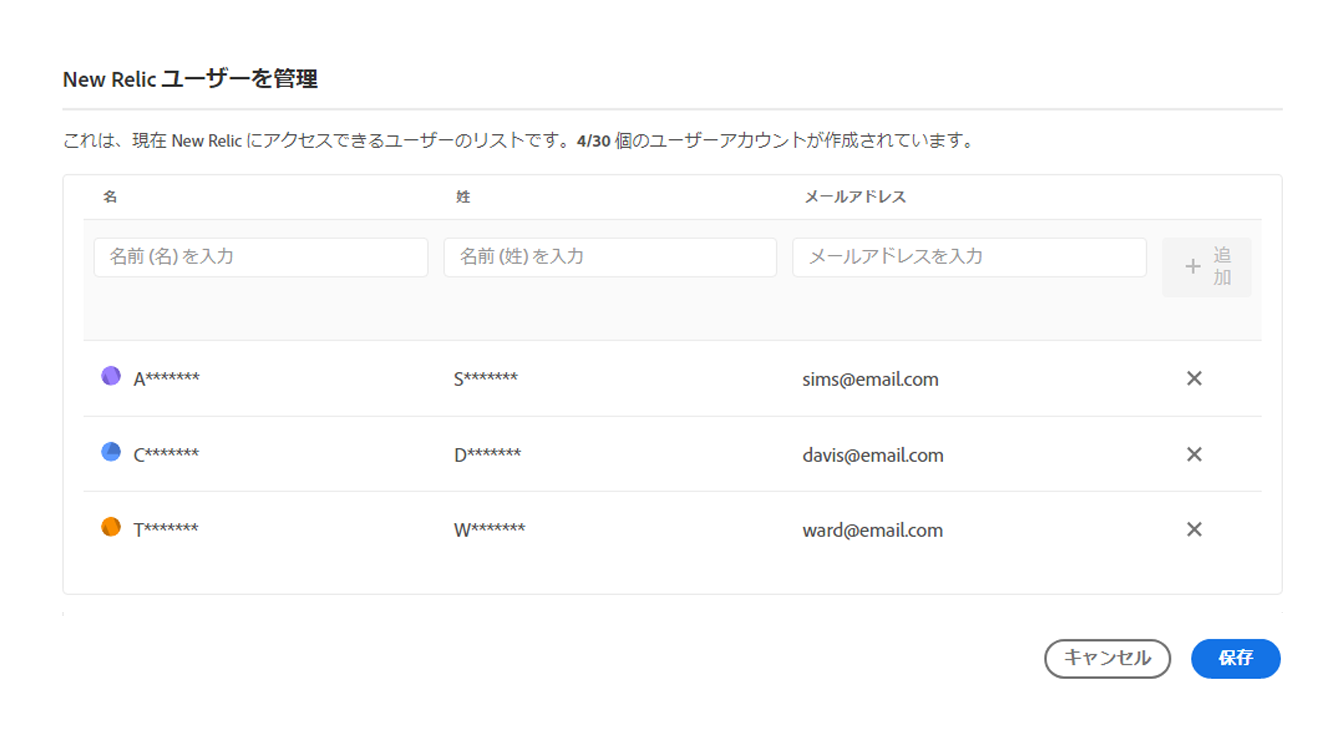 New Relic ユーザーを管理
これは、現在 New Relic にアクセスできるユーザーのリストです。4/30 個のユーザーアカウントが作成されています。
名 姓 メールアドレス
名前 (名) を入力 名前 (姓) を入力 メールアドレスを入力 + 追
加
A******* S******* sims@email.com ×
C******* D******* davis@email.com ×
T******* W******* ward@email.com ×
キャンセル 保存